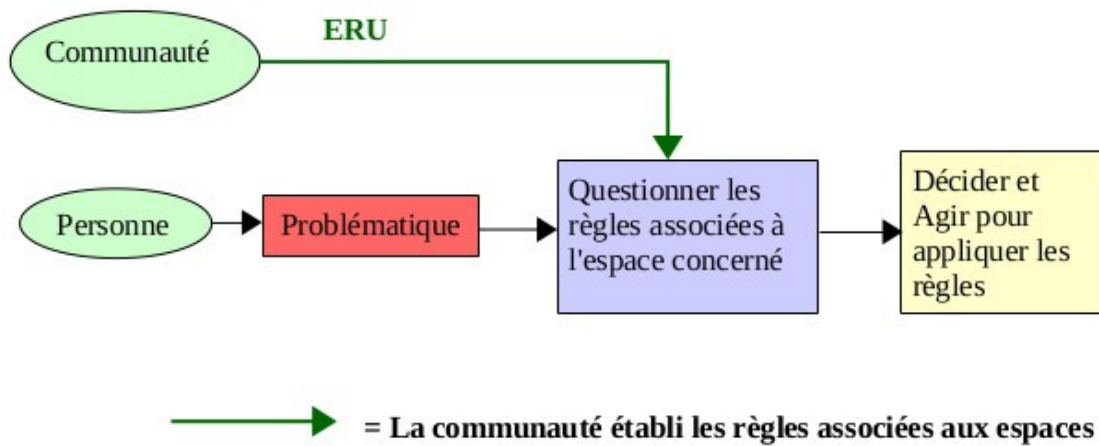 ERU
Communauté
Personne
Problématique
Questionner les
règles associées à
l'espace concerné
Décider et
Agir pour
appliquer les
règles
= La communauté établi les règles associées aux espaces